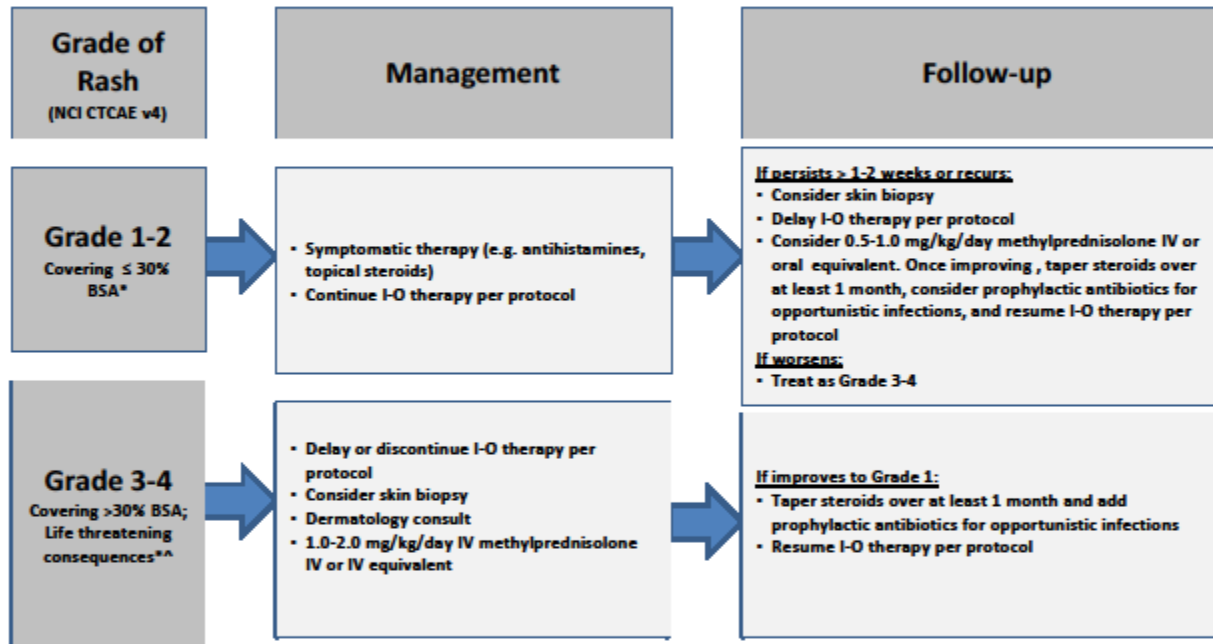 Grade of
Rash
(NCI CTCAE v4)
Management
Follow-up
Grade 1-2
Covering ≤ 30%
BSA*
• Symptomatic therapy (e.g. antihistamines,
topical steroids)
• Continue I-O therapy per protocol
If persists > 1-2 weeks or recurs:
• Consider skin biopsy
• Delay I-O therapy per protocol
• Consider 0.5-1.0 mg/kg/day methylprednisolone IV or
oral equivalent. Once improving , taper steroids over
at least 1 month, consider prophylactic antibiotics for
opportunistic infections, and resume I-O therapy per
protocol
If worsens:
• Treat as Grade 3-4
Grade 3-4
Covering >30% BSA;
Life threatening
consequences*^
• Delay or discontinue I-O therapy per
protocol
• Consider skin biopsy
• Dermatology consult
• 1.0-2.0 mg/kg/day IV methylprednisolone
IV or IV equivalent
If improves to Grade 1:
• Taper steroids over at least 1 month and add
prophylactic antibiotics for opportunistic infections
• Resume I-O therapy per protocol